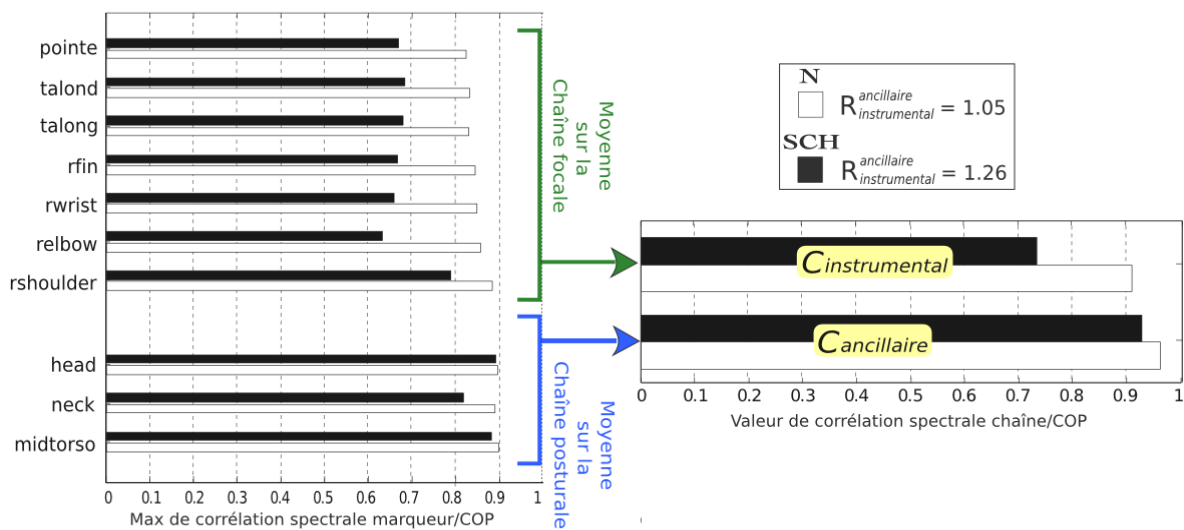 pointe
talond
talong
rfin
rwrist
relbow
rshoulder
head
neck
midtorso
0 0.1 0.2 0.3 0.4 0.5 0.6 0.7 0.8 0.9 1
Max de corrélation spectrale marqueur/COP
Moyenne
sur la
Chaîne focale
Moyenne
sur la
Chaîne posturale
N
R ancillaire instrumental = 1.05
SCH
R ancillaire instrumental = 1.26
C instrumental
C ancillaire
0 0.1 0.2 0.3 0.4 0.5 0.6 0.7 0.8 0.9 1
Valeur de corrélation spectrale chaîne/COP